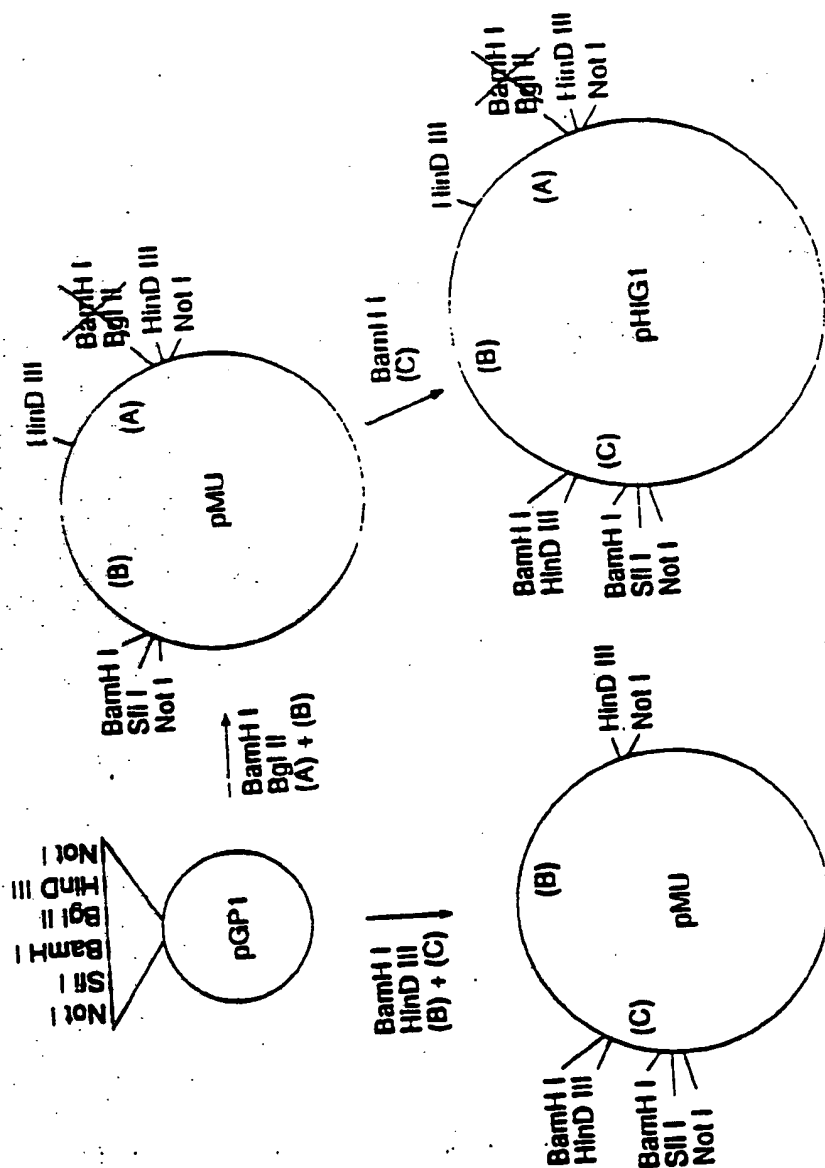 Not I
Sfi I
BamH I
Bgl II
HinD III
Not I
pGP1
BamH I
Bgl II
(A) + (B)
BamH I
Sfi I
Not I
(B)
(A)
pMU
HinD III
BamH I
Bgl II
HinD III
Not I
BamH I
HinD III
(B) + (C)
BamH I
(C)
BamH I
HinD III
BamH I
Sfi I
Not I
(C)
(B)
pMU
HinD III
Not I
BamH I
HinD III
BamH I
Sfi I
Not I
(C)
(B)
(A)
pHIG1
HinD III
BamH I
Bgl II
HinD III
Not I